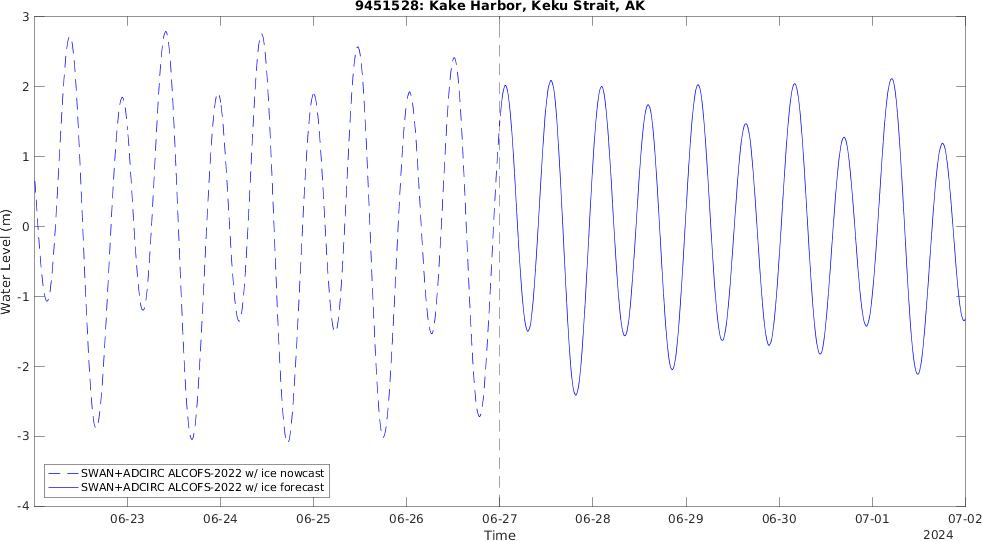 9451528: Kake Harbor, Keku Strait, AK
3
2
1
0
-1
-2
-3
-4
Water Level (m)
SWAN+ADCIRC ALCOFS-2022 w/ ice nowcast
SWAN+ADCIRC ALCOFS-2022 w/ ice forecast
06-23 06-24 06-25 06-26 06-27 06-28 06-29 06-30 07-01 07-02
Time
2024